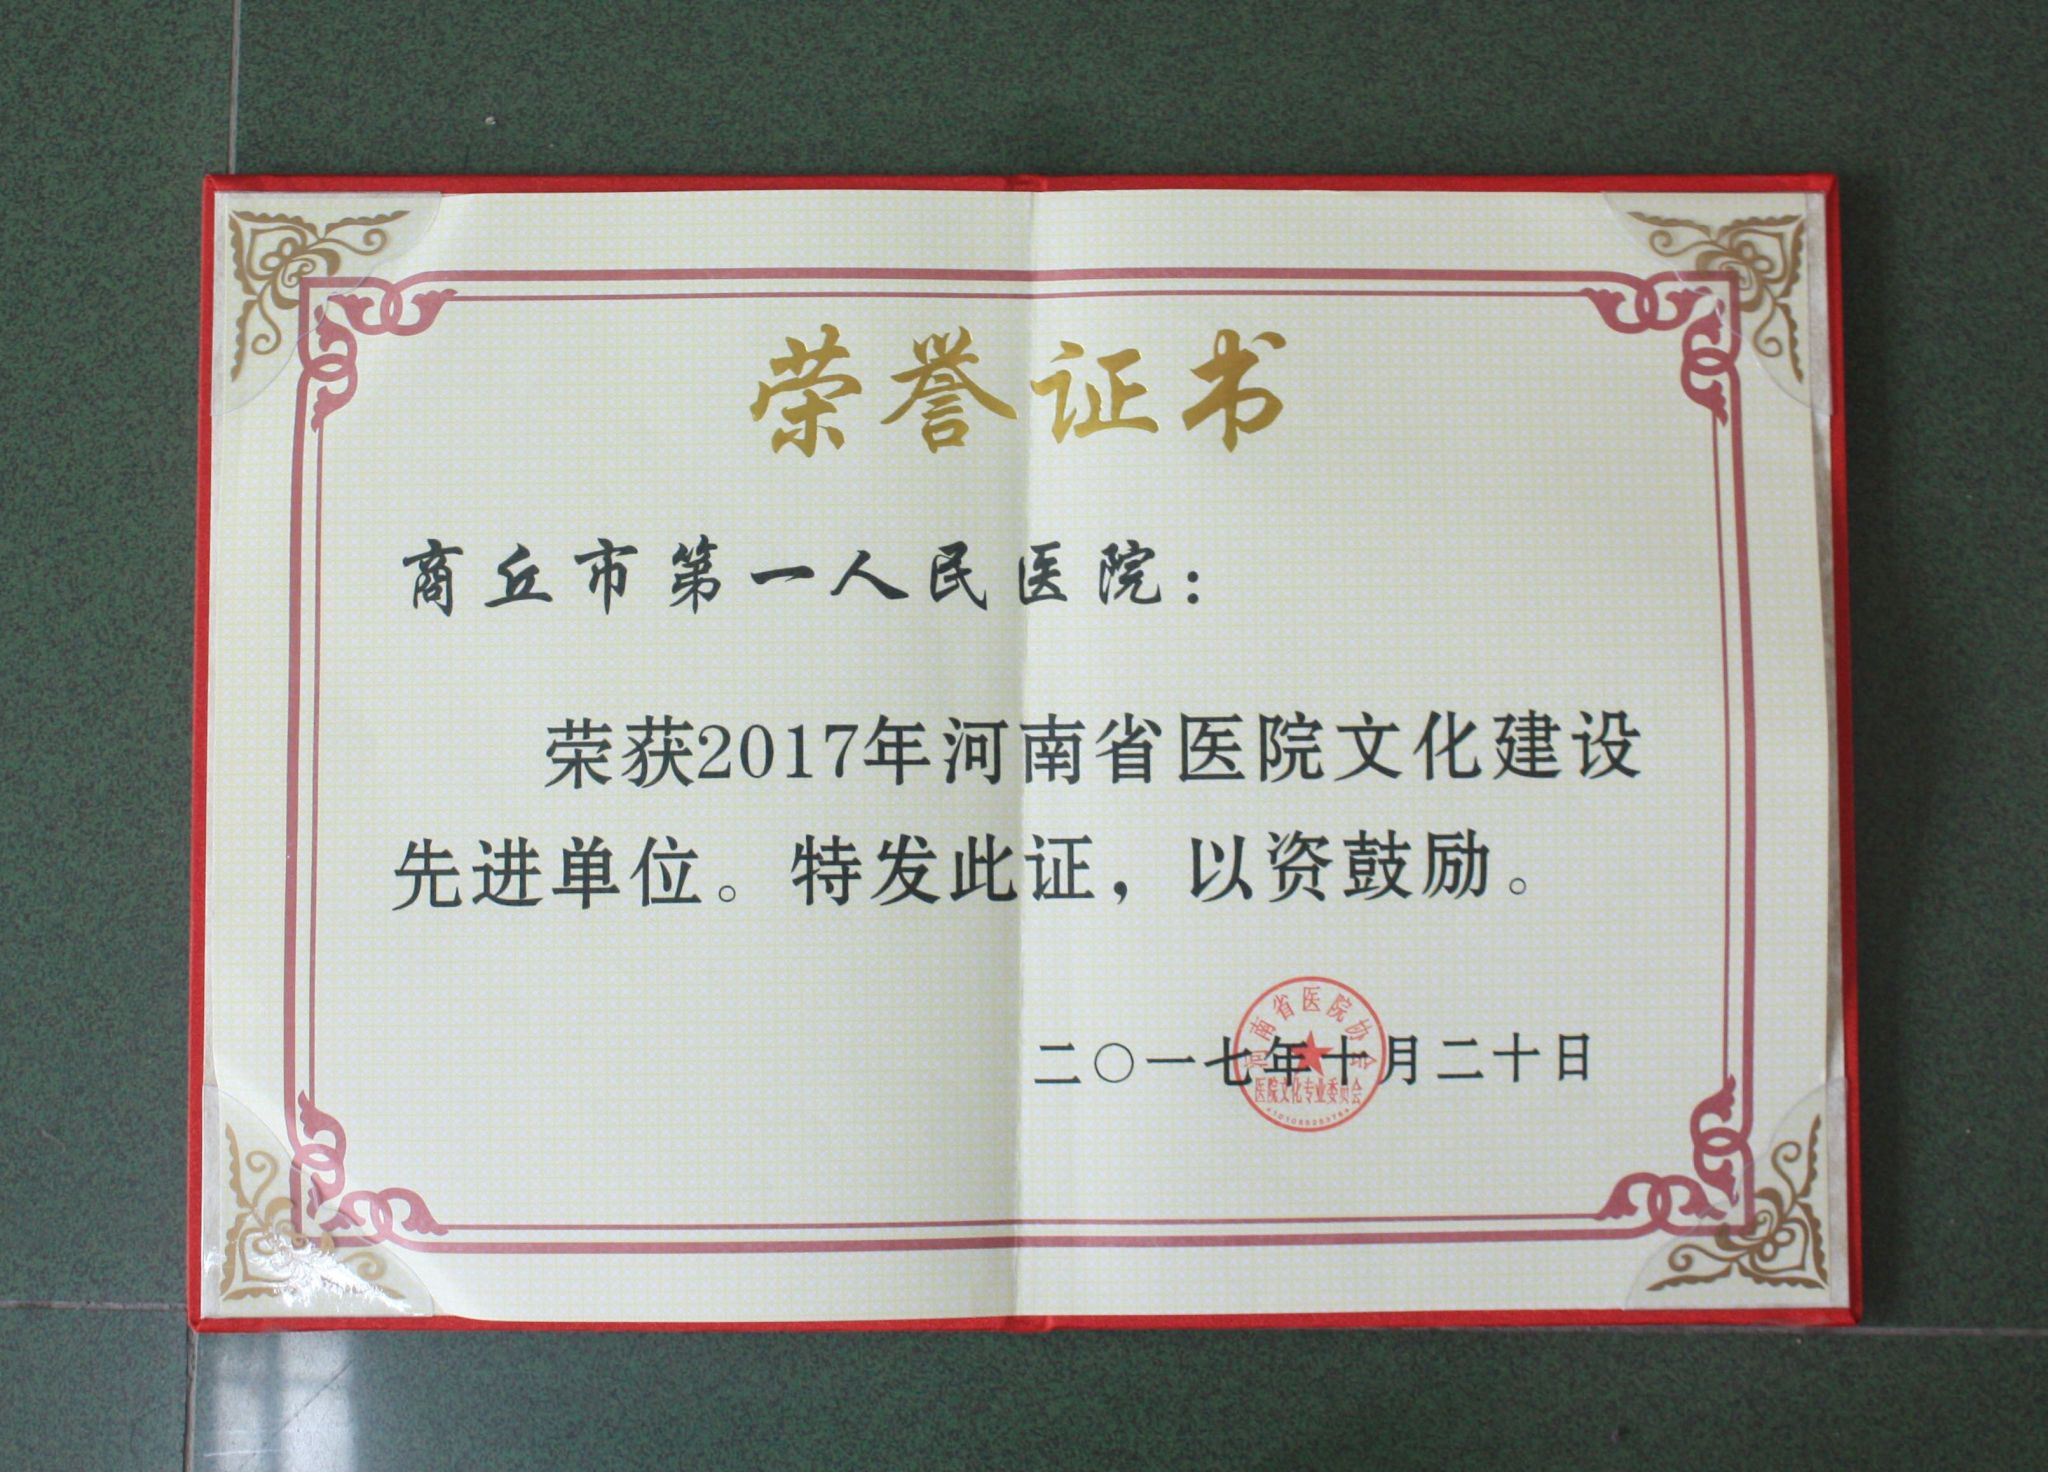 荣誉证书
商丘市第一人民医院：
荣获2017年河南省医院文化建设
先进单位。特发此证，以资鼓励。
河南省医院协会
二〇一七年十月二十日
医院文化专业委员会